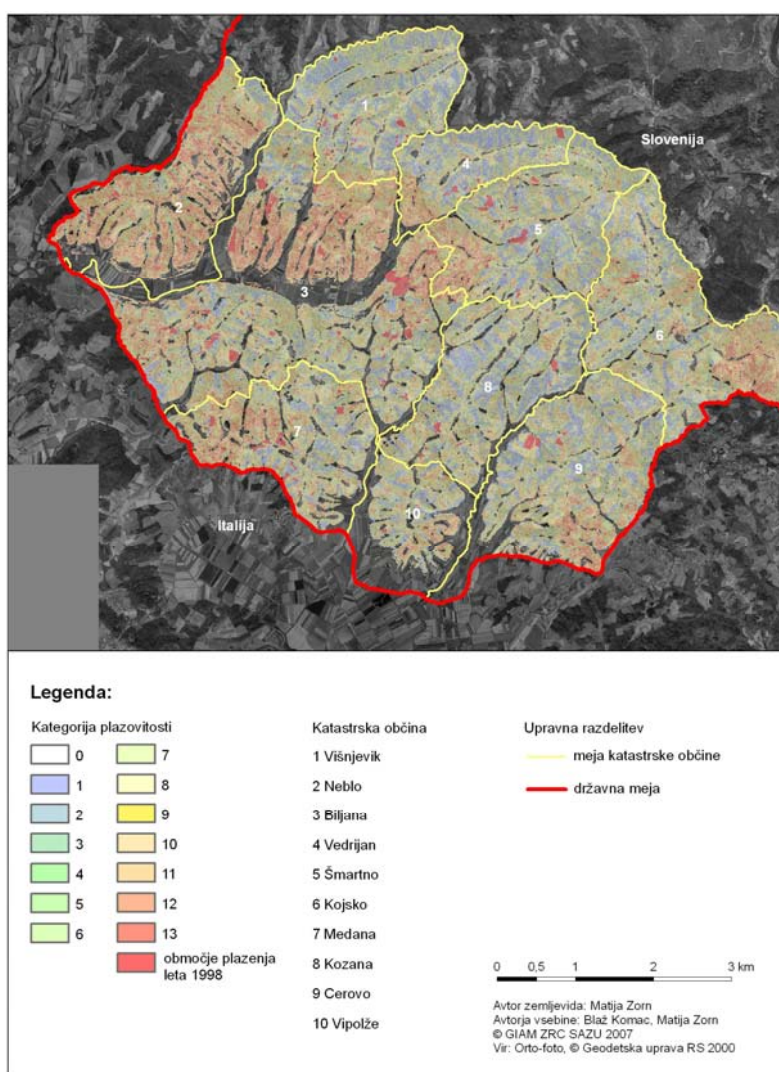 1
Slovenija
4
2
5
3
6
8
7
9
10
Italija
Legenda:
Kategorija plazovitosti
0
1
2
3
4
5
6
7
8
9
10
11
12
13
območje plazenja
leta 1998
Katastrska občina
1 Višnjevik
2 Neblo
3 Biljana
4 Vedrijan
5 Šmartno
6 Kojsko
7 Medana
8 Kozana
9 Cerovo
10 Vipolže
Upravna razdelitev
meja katastrske občine
državna meja
0 0,5 1 2 3 km
Avtor zemljevida: Matija Zorn
Avtorja vsebine: Blaž Komac, Matija Zorn
© GIAM ZRC SAZU 2007
Vir: Orto-foto, © Geodetska uprava RS 2000